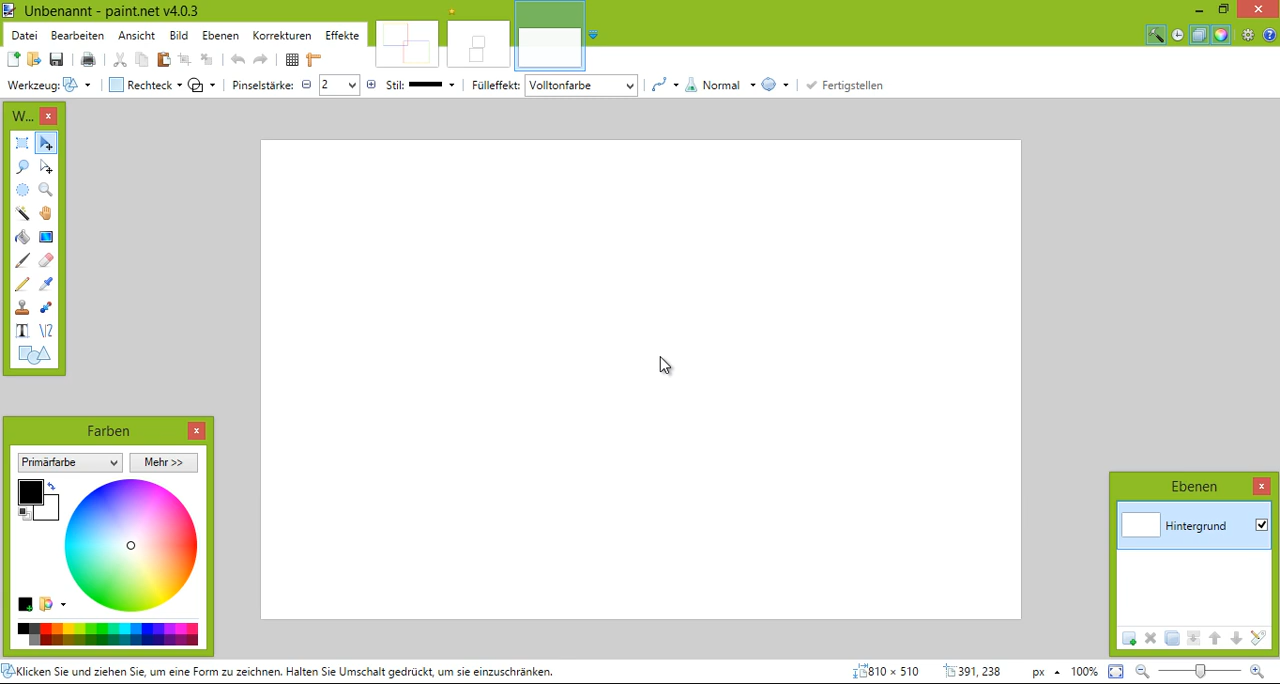 Unbenannt - paint.net v4.0.3
Datei Bearbeiten Ansicht Bild Ebenen Korrekturen Effekte
Werkzeug: Rechteck Pinselstärke: 2 Stil: Fülleffekt: Volltonfarbe Normal Fertigstellen
W...
Farben
Primärfarbe Mehr >>
Ebenen
Hintergrund
Klicken Sie und ziehen Sie, um eine Form zu zeichnen. Halten Sie Umschalt gedrückt, um sie einzuschränken. 810 × 510 391, 238 px 100%